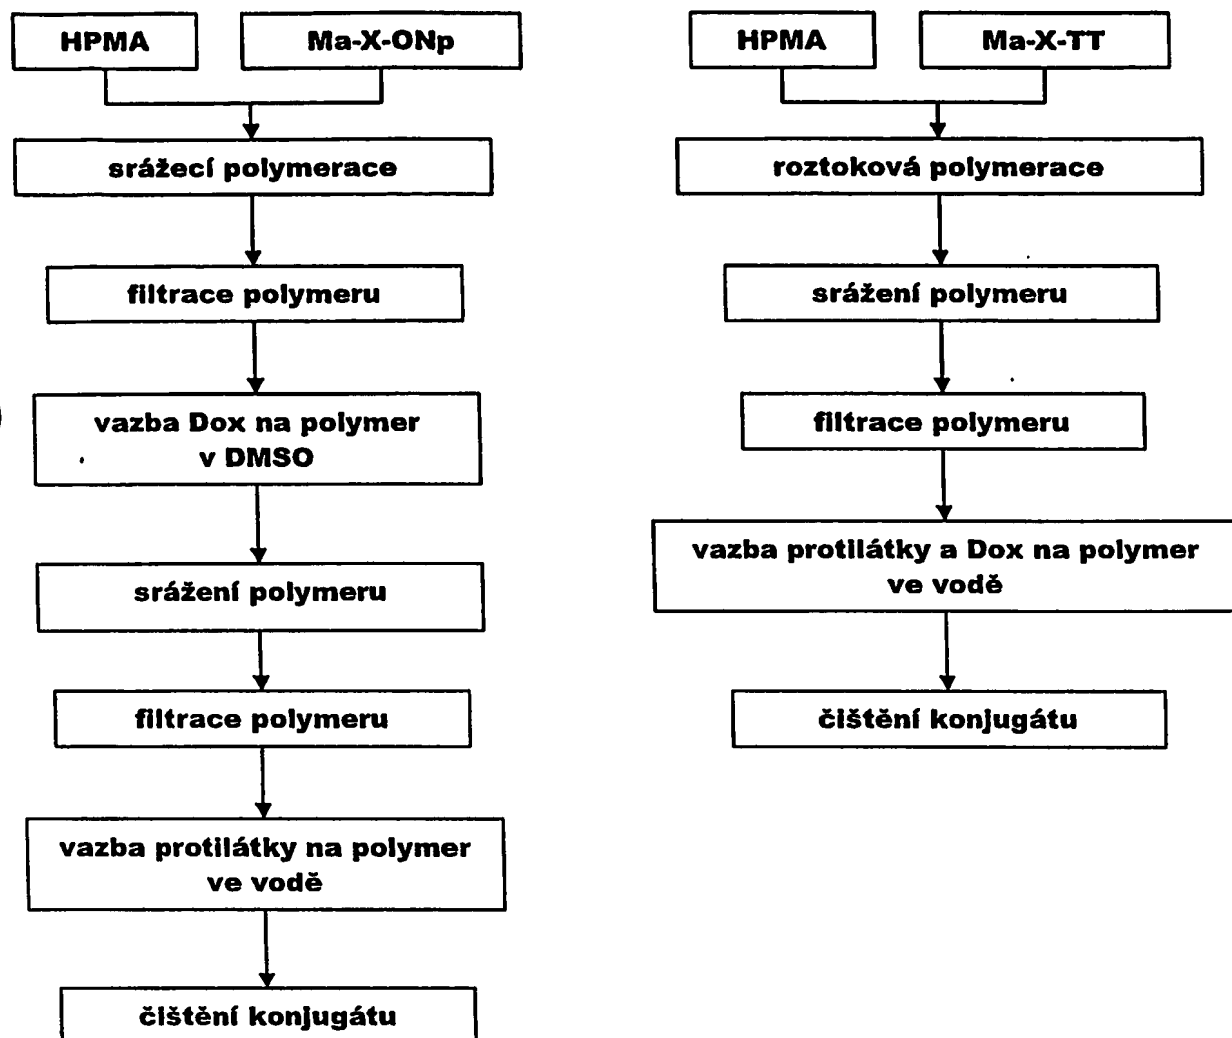 HPMA
Ma-X-ONp
srážecí polymerace
filtrace polymeru
vazba Dox na polymer
v DMSO
srážení polymeru
filtrace polymeru
vazba protilátky na polymer
ve vodě
čištění konjugátu
HPMA
Ma-X-TT
roztoková polymerace
srážení polymeru
filtrace polymeru
vazba protilátky a Dox na polymer
ve vodě
čištění konjugátu